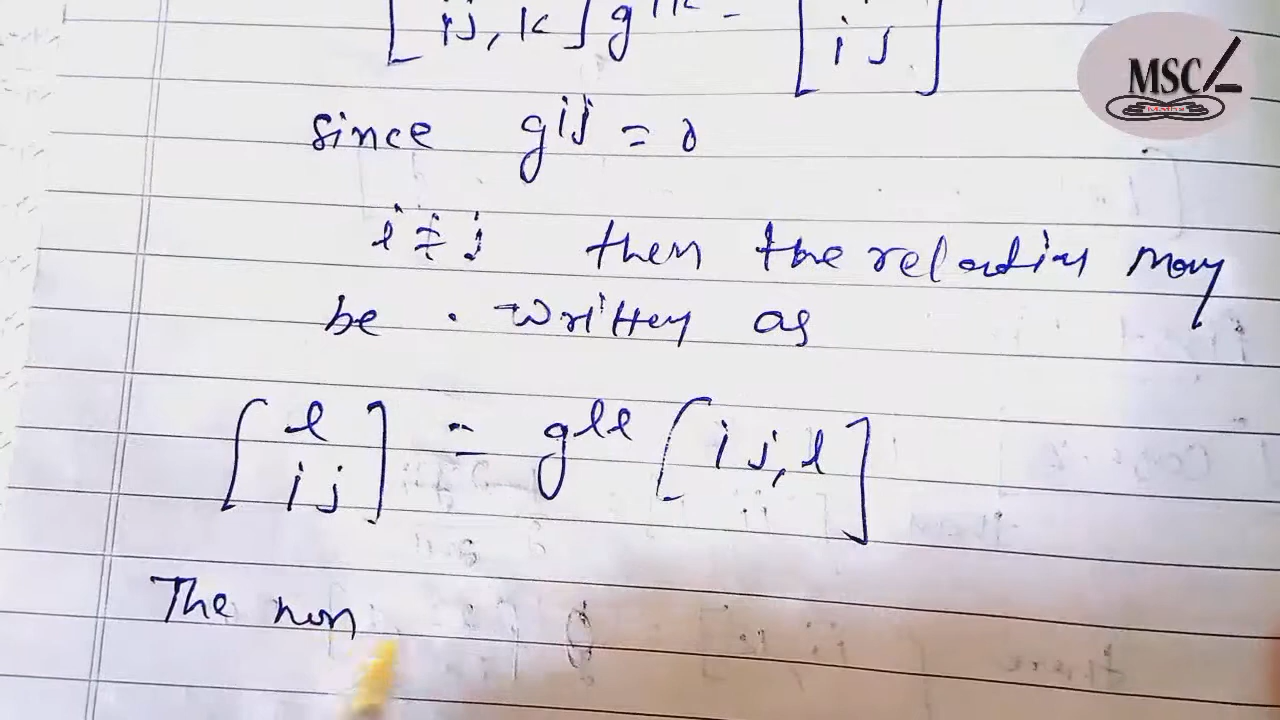 [ij, k] g^{lk} = [l ij]
since g^{ij} = 0
i ≠ j then the relation may
be . written as
[l ij] = g^{ll} [ij, l]
The non
MSC